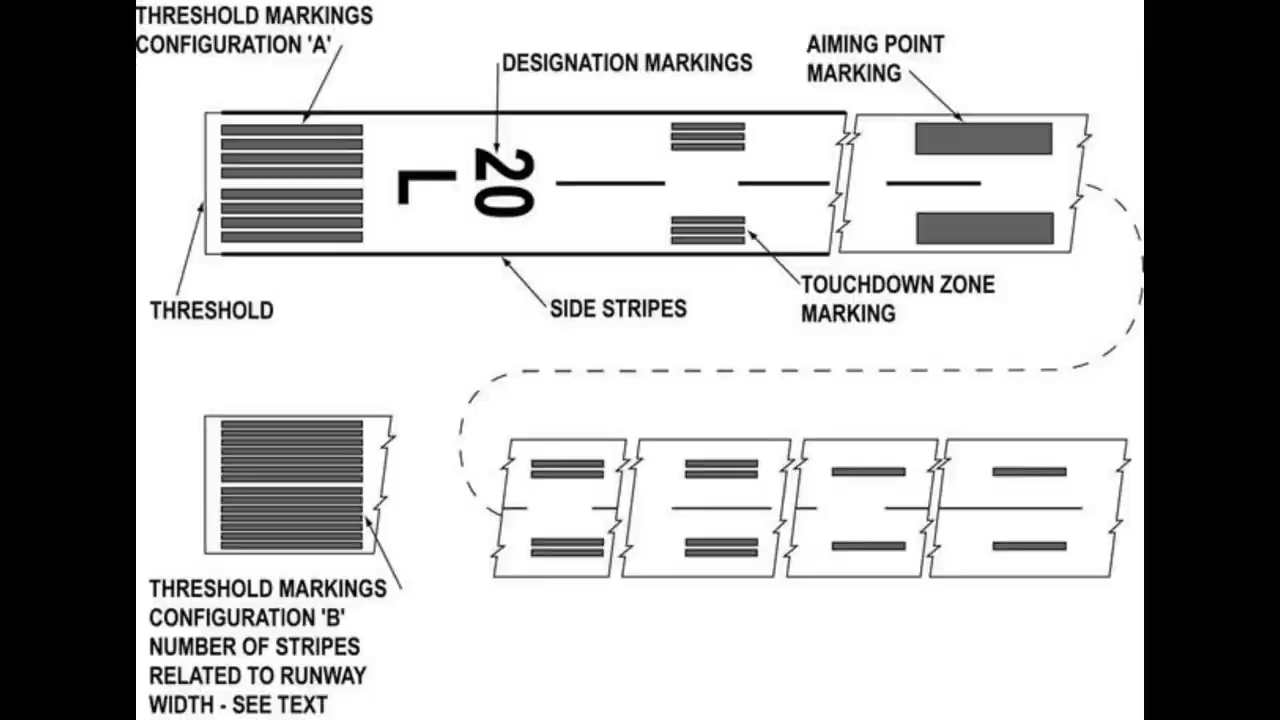 THRESHOLD MARKINGS
CONFIGURATION 'A'
DESIGNATION MARKINGS
AIMING POINT
MARKING
20
L
THRESHOLD
SIDE STRIPES
TOUCHDOWN ZONE
MARKING
THRESHOLD MARKINGS
CONFIGURATION 'B'
NUMBER OF STRIPES
RELATED TO RUNWAY
WIDTH - SEE TEXT